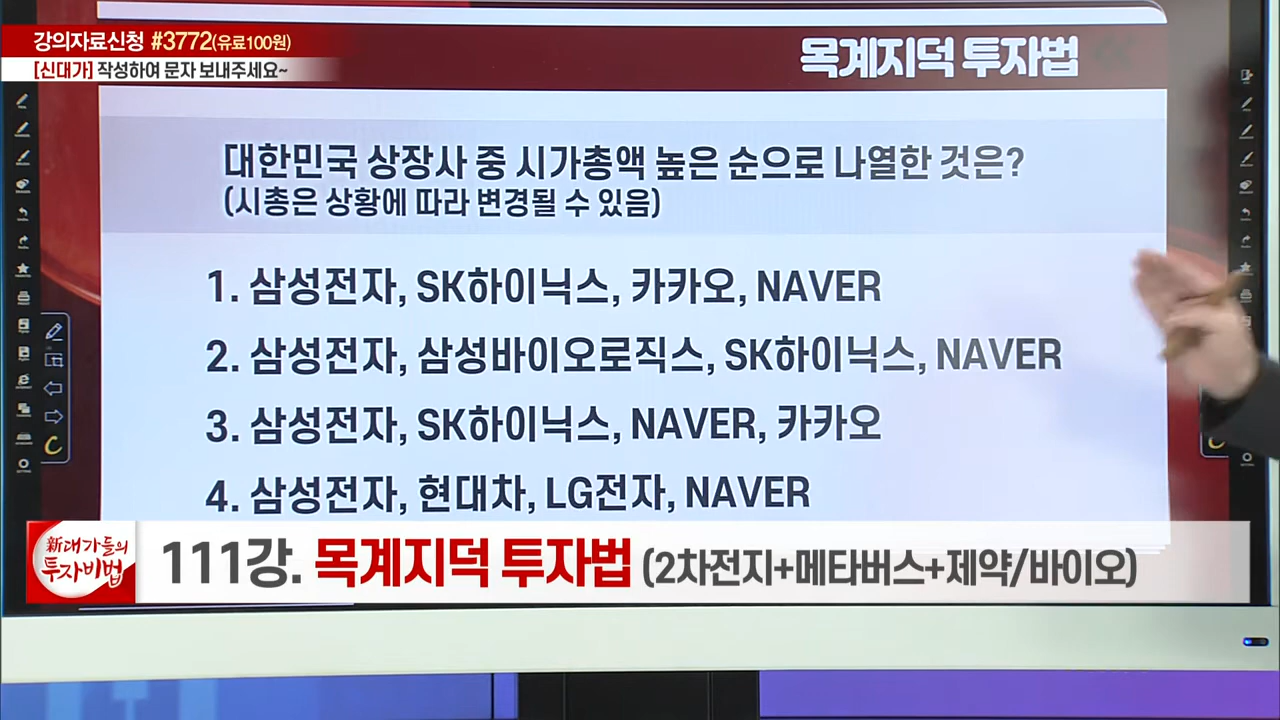 강의자료신청 #3772(유료100원)
[신대가] 작성하여 문자 보내주세요~
목계지덕 투자법
대한민국 상장사 중 시가총액 높은 순으로 나열한 것은?
(시총은 상황에 따라 변경될 수 있음)
1. 삼성전자, SK하이닉스, 카카오, NAVER
2. 삼성전자, 삼성바이오로직스, SK하이닉스, NAVER
3. 삼성전자, SK하이닉스, NAVER, 카카오
4. 삼성전자, 현대차, LG전자, NAVER
新대가들의
투자비법
111강. 목계지덕 투자법 (2차전지+메타버스+제약/바이오)